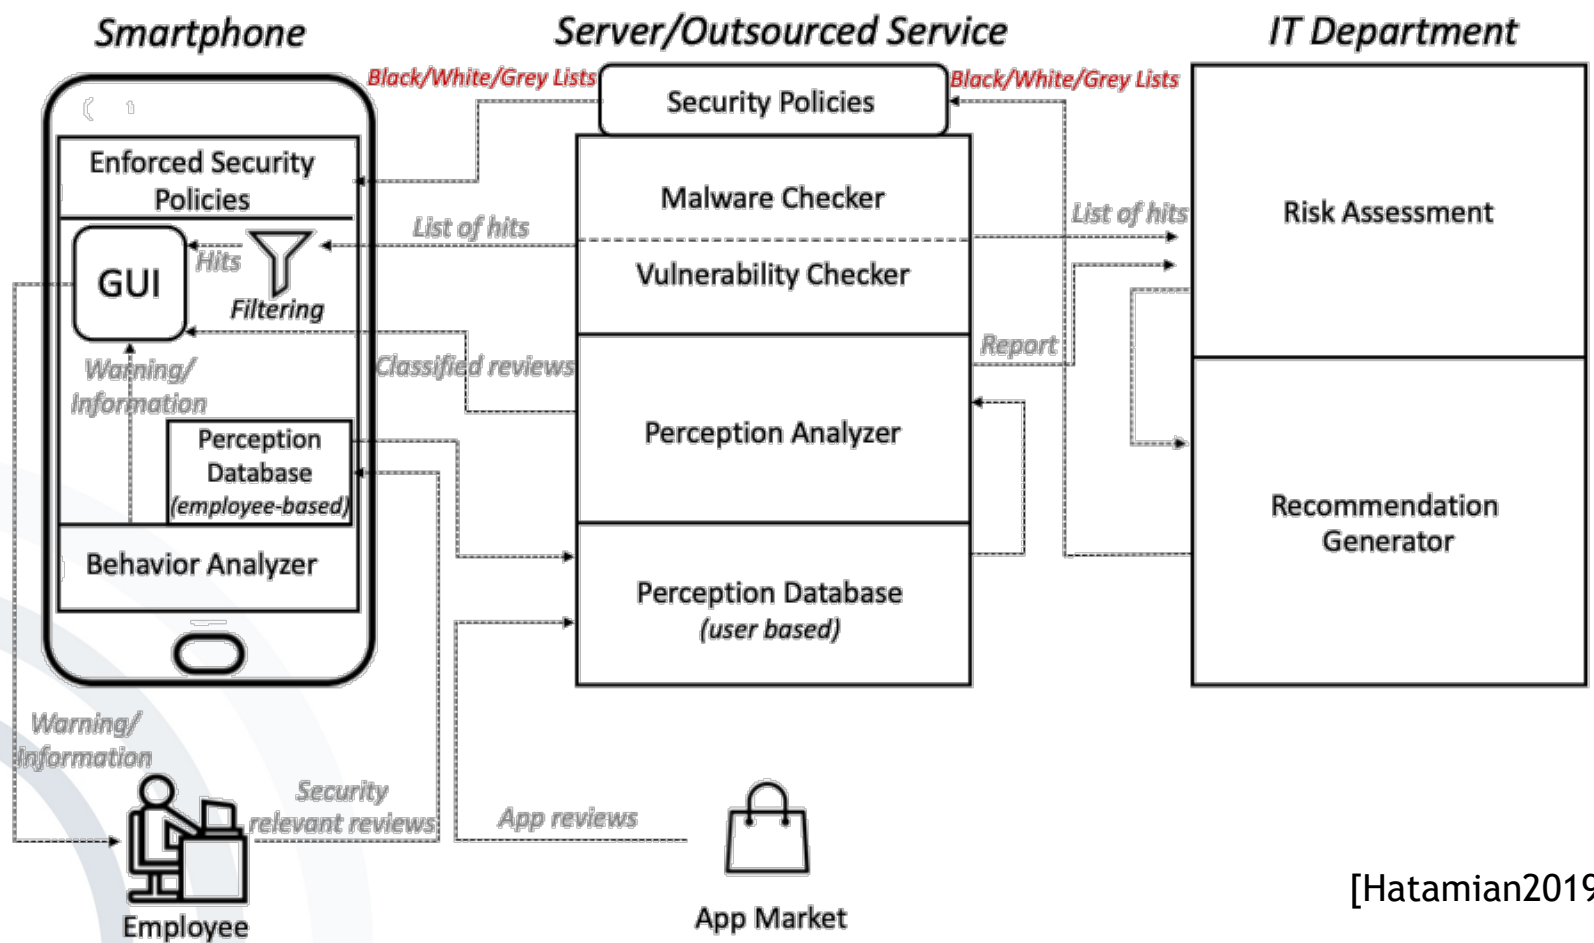 Smartphone
Server/Outsourced Service
IT Department
Black/White/Grey Lists
Black/White/Grey Lists
Security Policies
Enforced Security
Policies
Malware Checker
List of hits
List of hits
Risk Assessment
Hits
GUI
Filtering
Vulnerability Checker
Warning/
Information
Classified reviews
Report
Perception
Database
(employee-based)
Perception Analyzer
Recommendation
Generator
Behavior Analyzer
Perception Database
(user based)
Warning/
Information
Security
relevant reviews
App reviews
Employee
App Market
[Hatamian2019